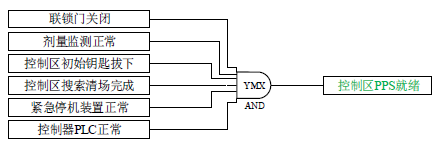 联锁门关闭
剂量监测正常
控制区初始钥匙拔下
控制区搜索清场完成
紧急停机装置正常
控制器PLC正常
YMX
AND
控制区PPS就绪